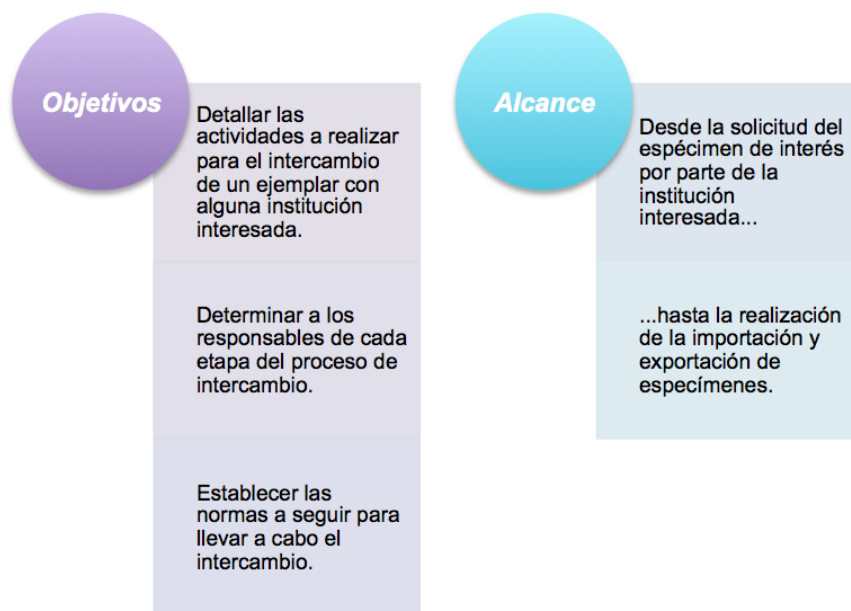 Objetivos
Detallar las
actividades a realizar
para el intercambio
de un ejemplar con
alguna institución
interesada.
Determinar a los
responsables de cada
etapa del proceso de
intercambio.
Establecer las
normas a seguir para
llevar a cabo el
intercambio.
Alcance
Desde la solicitud del
espécimen de interés
por parte de la
institución
interesada...
...hasta la realización
de la importación y
exportación de
especímenes.